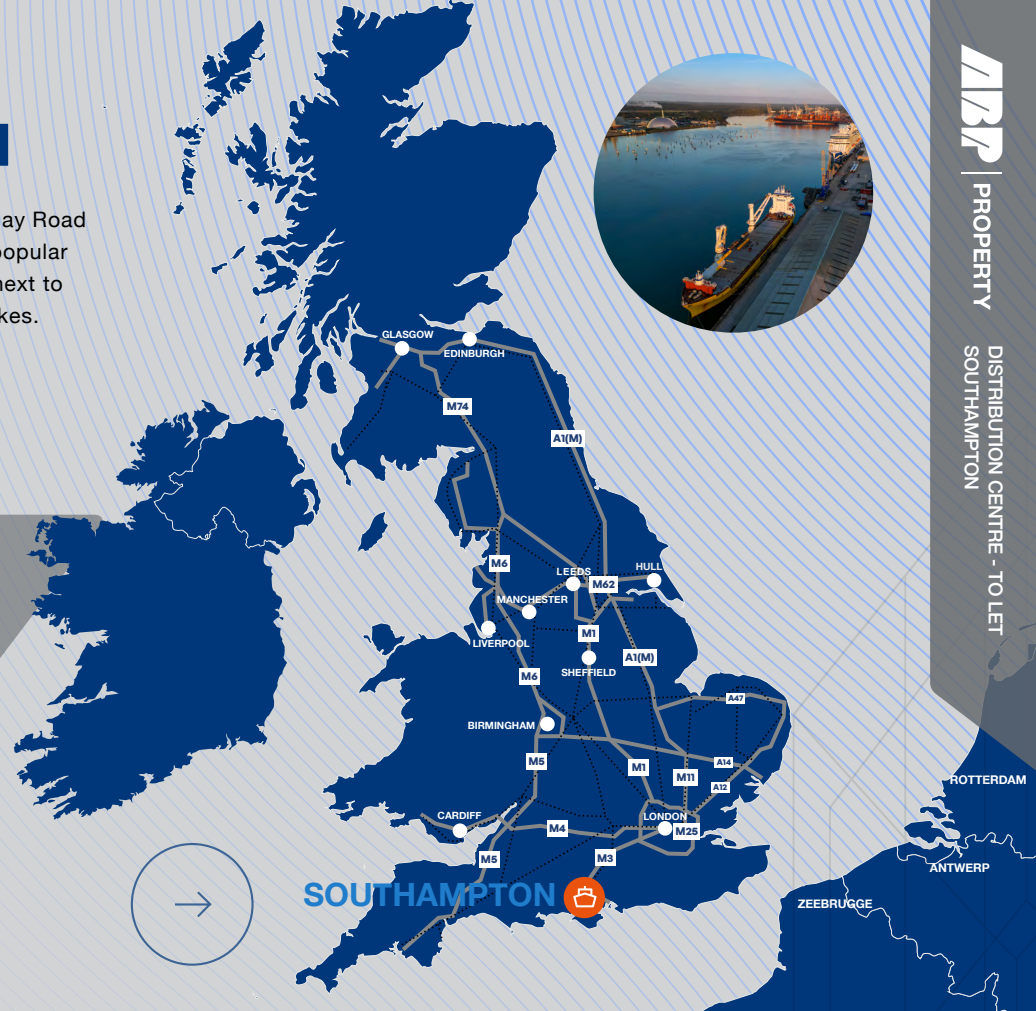 ay Road
popular
next to
kes.
GLASGOW
EDINBURGH
M74
A1(M)
M6
LEEDS
M62
HULL
MANCHESTER
LIVERPOOL
M1
A1(M)
SHEFFIELD
M6
A47
BIRMINGHAM
M5
M1
A14
M11
A12
CARDIFF
M4
LONDON
M25
M5
M3
SOUTHAMPTON
ROTTERDAM
ANTWERP
ZEEBRUGGE
ABP PROPERTY
DISTRIBUTION CENTRE - TO LET
SOUTHAMPTON